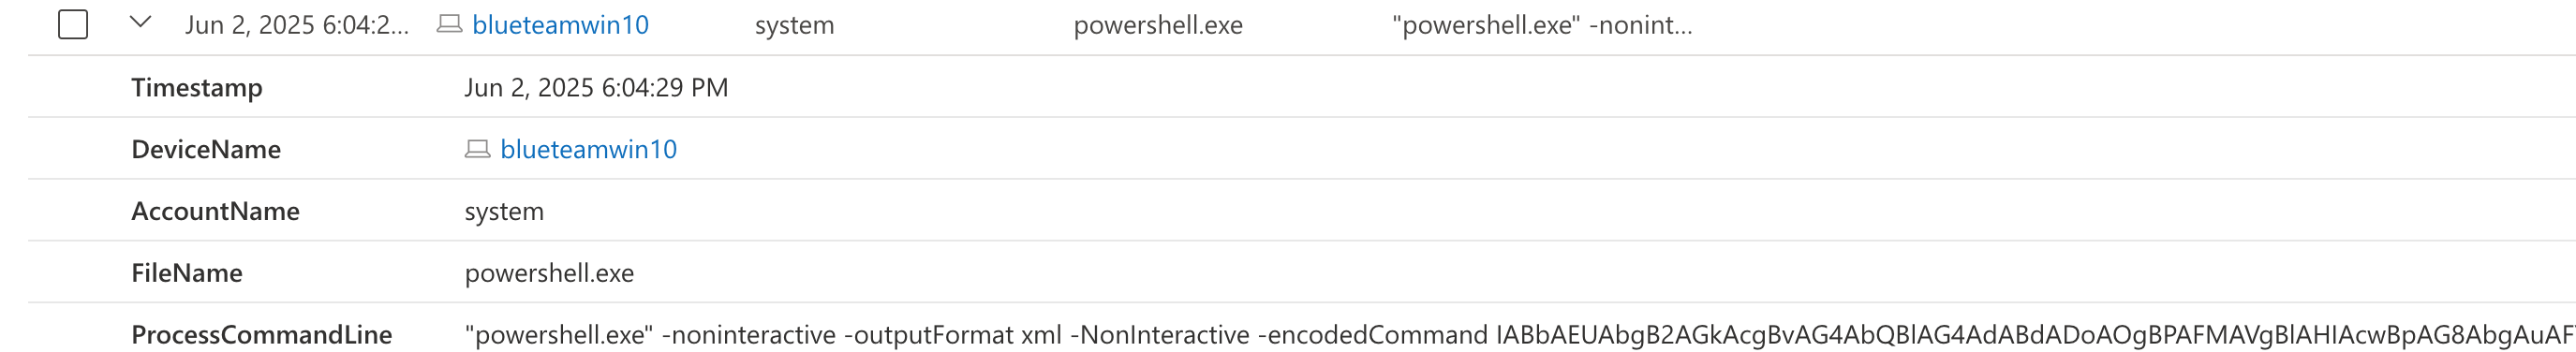 Jun 2, 2025 6:04:2... blueteamwin10 system powershell.exe "powershell.exe" -nonint...
Timestamp Jun 2, 2025 6:04:29 PM
DeviceName blueteamwin10
AccountName system
FileName powershell.exe
ProcessCommandLine "powershell.exe" -noninteractive -outputFormat xml -NonInteractive -encodedCommand IABbAEUAbgB2AGkAcgBvAG4AbQBlAG4AdABdADoAOgBPAFMAVgBlAHIAcwBpAG8AbgAuAF